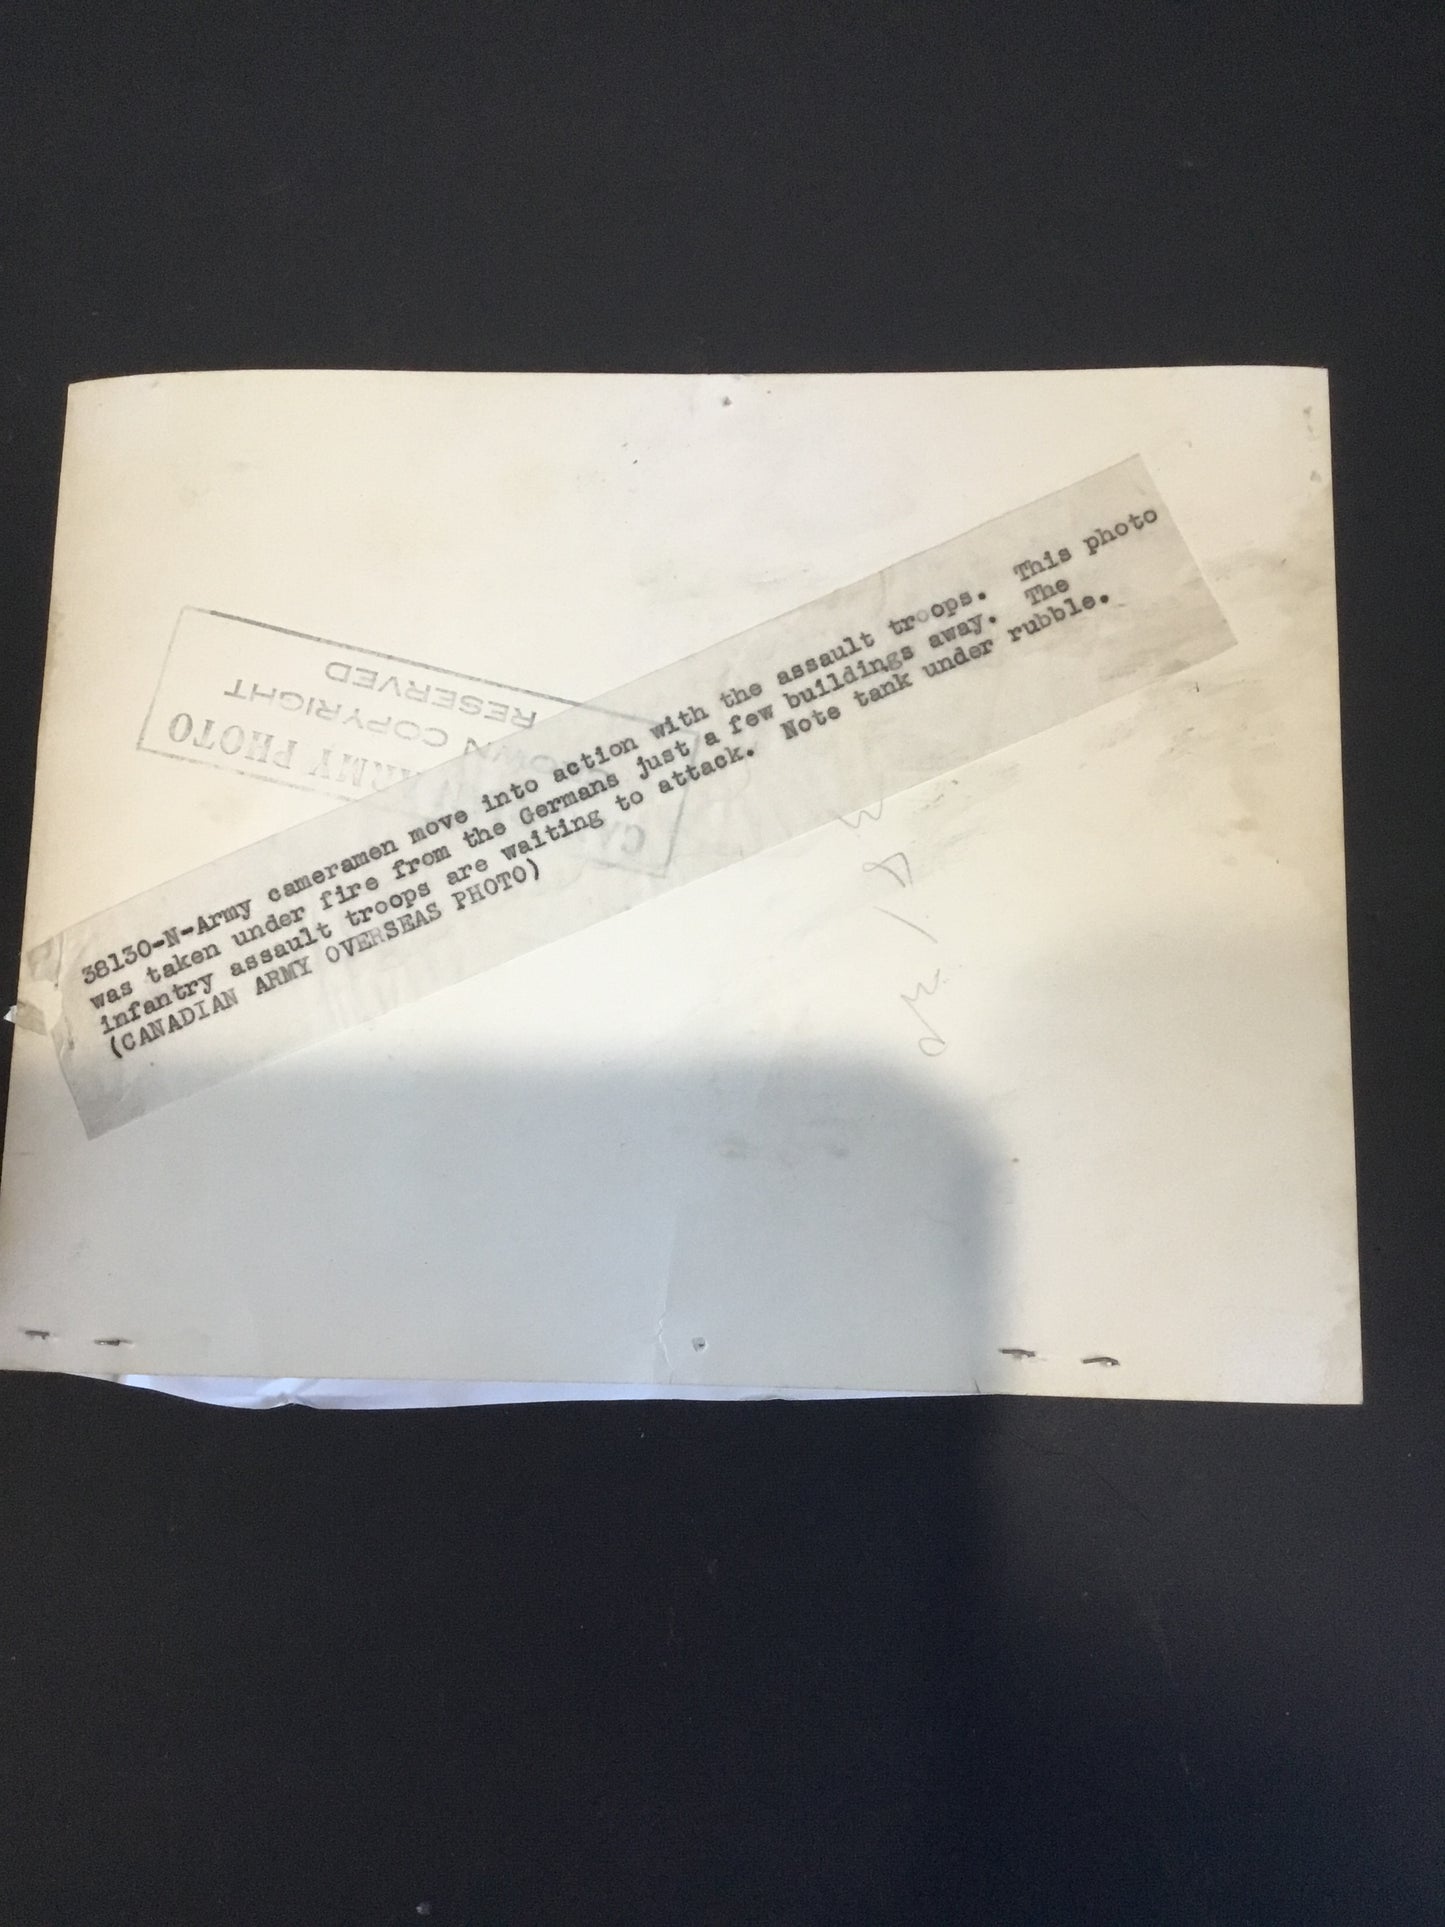 38130-N-Army cameramen move into action with the assault troops. This photo
was taken under fire from the Germans just a few buildings away. The
infantry assault troops are waiting to attack. Note tank under rubble.
(CANADIAN ARMY OVERSEAS PHOTO)
ARMY PHOTO
CROWN COPYRIGHT
RESERVED